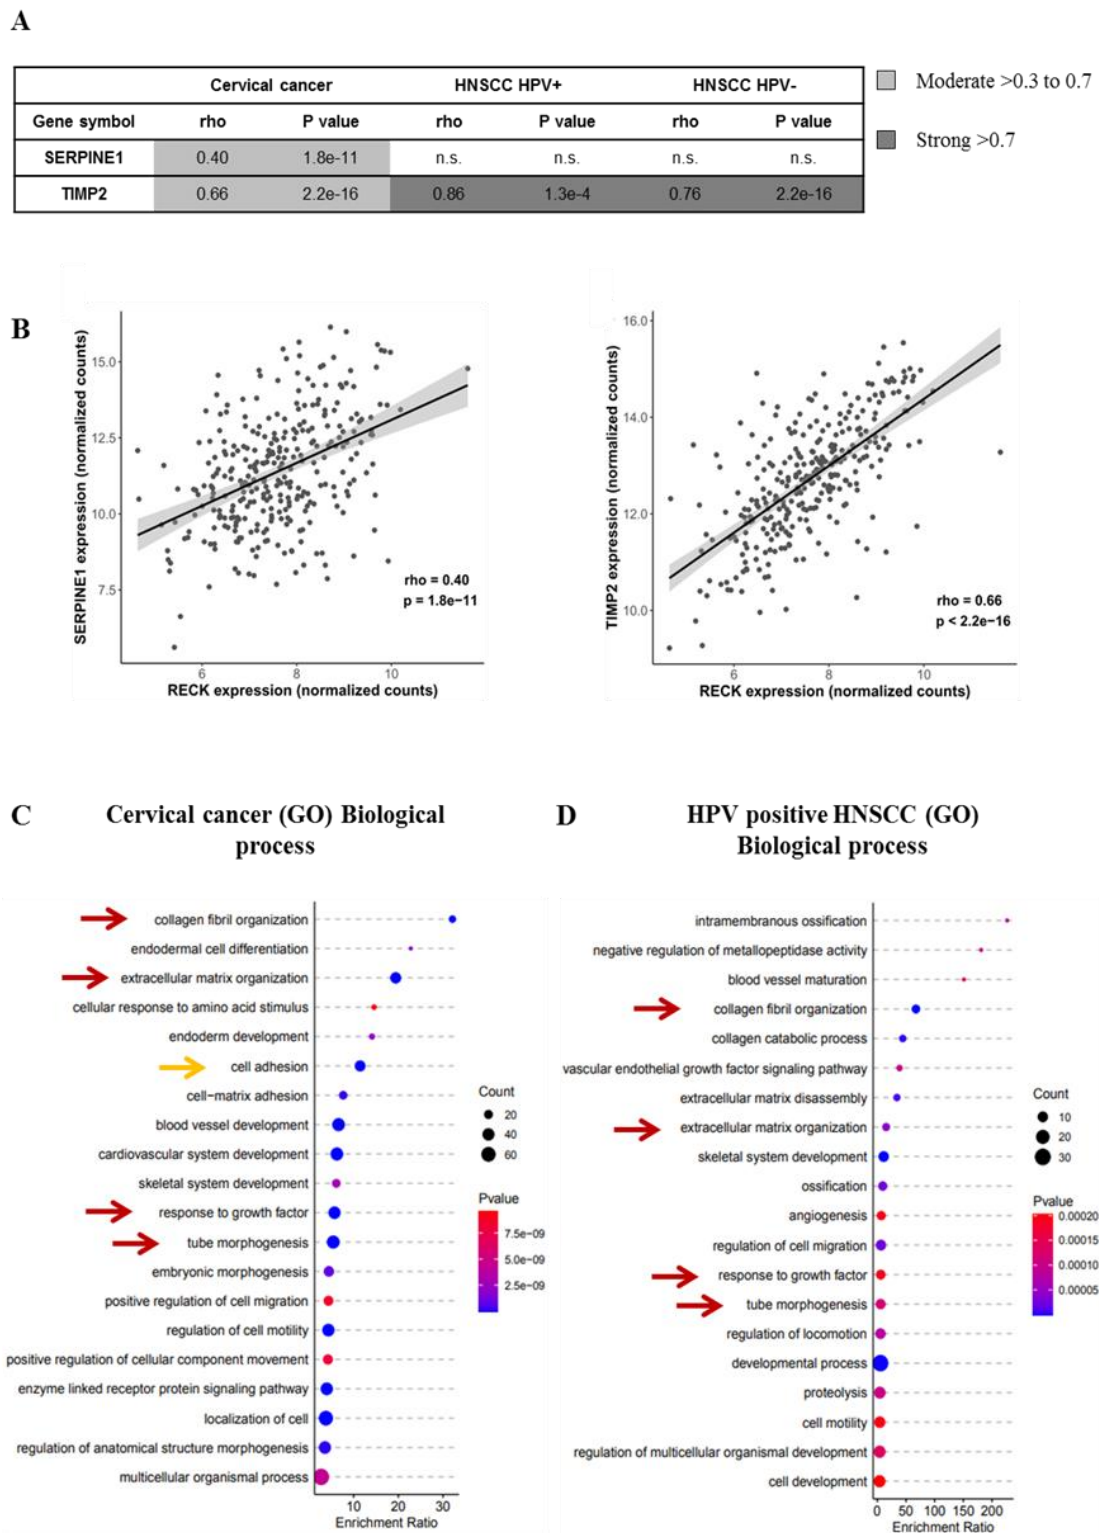 A
Cervical cancer HNSCC HPV+ HNSCC HPV-
Gene symbol rho P value rho P value rho P value
SERPINE1 0.40 1.8e-11 n.s. n.s. n.s. n.s.
TIMP2 0.66 2.2e-16 0.86 1.3e-4 0.76 2.2e-16
Moderate >0.3 to 0.7
Strong >0.7
B
SERPINE1 expression (normalized counts)
15.0
12.5
10.0
7.5
rho = 0.40
p = 1.8e−11
6 8 10
RECK expression (normalized counts)
TIMP2 expression (normalized counts)
16.0
14.0
12.0
10.0
rho = 0.66
p < 2.2e−16
6 8 10
RECK expression (normalized counts)
C
Cervical cancer (GO) Biological
process
collagen fibril organization
endodermal cell differentiation
extracellular matrix organization
cellular response to amino acid stimulus
endoderm development
cell adhesion
cell−matrix adhesion
blood vessel development
cardiovascular system development
skeletal system development
response to growth factor
tube morphogenesis
embryonic morphogenesis
positive regulation of cell migration
regulation of cell motility
positive regulation of cellular component movement
enzyme linked receptor protein signaling pathway
localization of cell
regulation of anatomical structure morphogenesis
multicellular organismal process
10 20 30
Enrichment Ratio
Count
20
40
60
Pvalue
7.5e−09
5.0e−09
2.5e−09
D
HPV positive HNSCC (GO)
Biological process
intramembranous ossification
negative regulation of metallopeptidase activity
blood vessel maturation
collagen fibril organization
collagen catabolic process
vascular endothelial growth factor signaling pathway
extracellular matrix disassembly
extracellular matrix organization
skeletal system development
ossification
angiogenesis
regulation of cell migration
response to growth factor
tube morphogenesis
regulation of locomotion
developmental process
proteolysis
cell motility
regulation of multicellular organismal development
cell development
0 50 100 150 200
Enrichment Ratio
Count
10
20
30
Pvalue
0.00020
0.00015
0.00010
0.00005